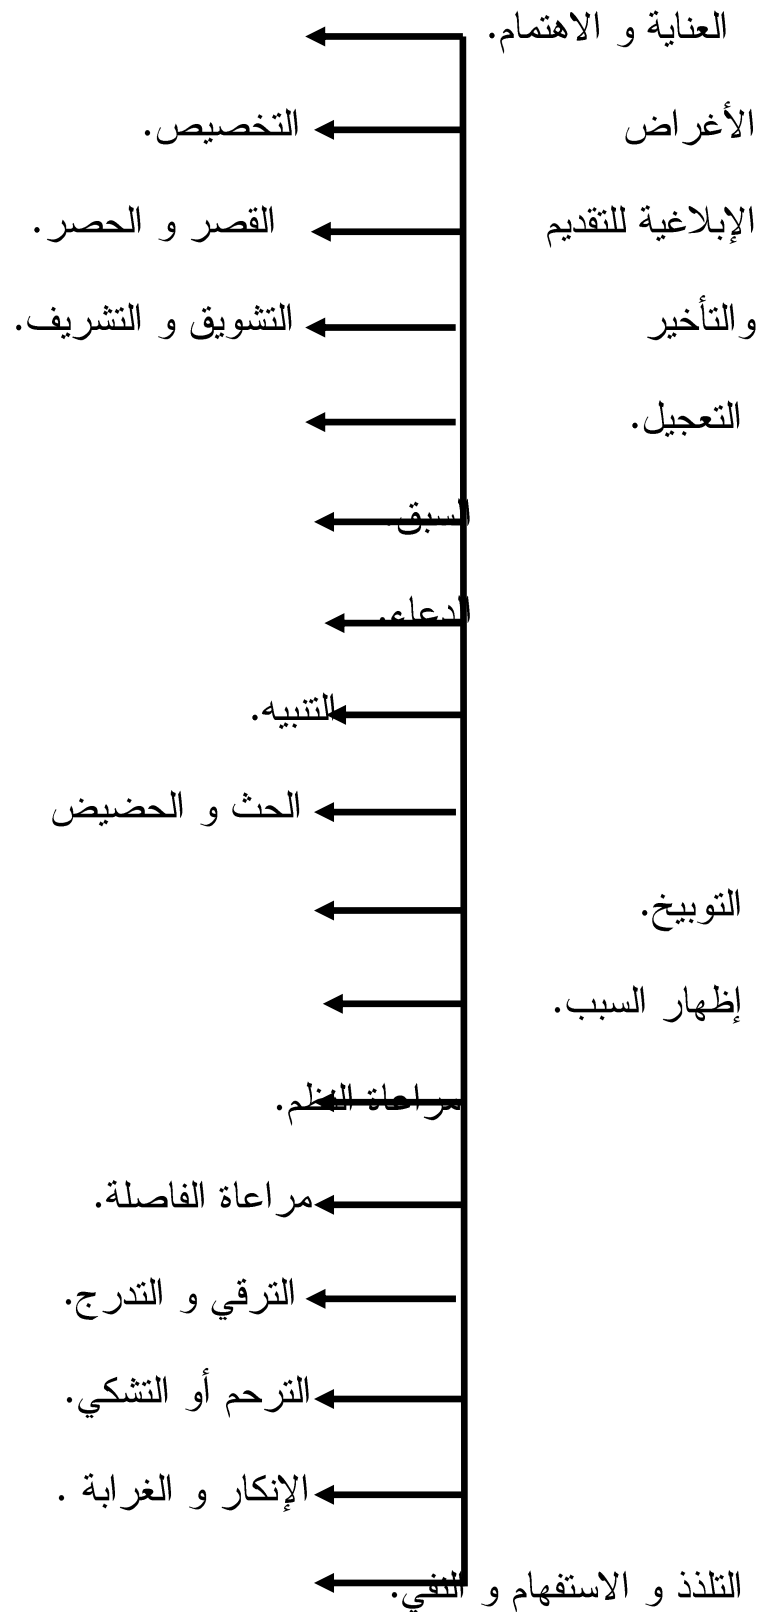 العناية و الاهتمام.
الأغراض التخصيص.
الإبلاغية للتقديم القصر و الحصر.
والتأخير التشويق و التشريف.
التعجيل.
السبق.
الدعاء.
التنبيه.
الحث و الحضيض
التوبيخ.
إظهار السبب.
مراعاة النظم.
مراعاة الفاصلة.
الترقي و التدرج.
الترحم أو التشكي.
الإنكار و الغرابة .
التلذذ و الاستفهام و النفي.